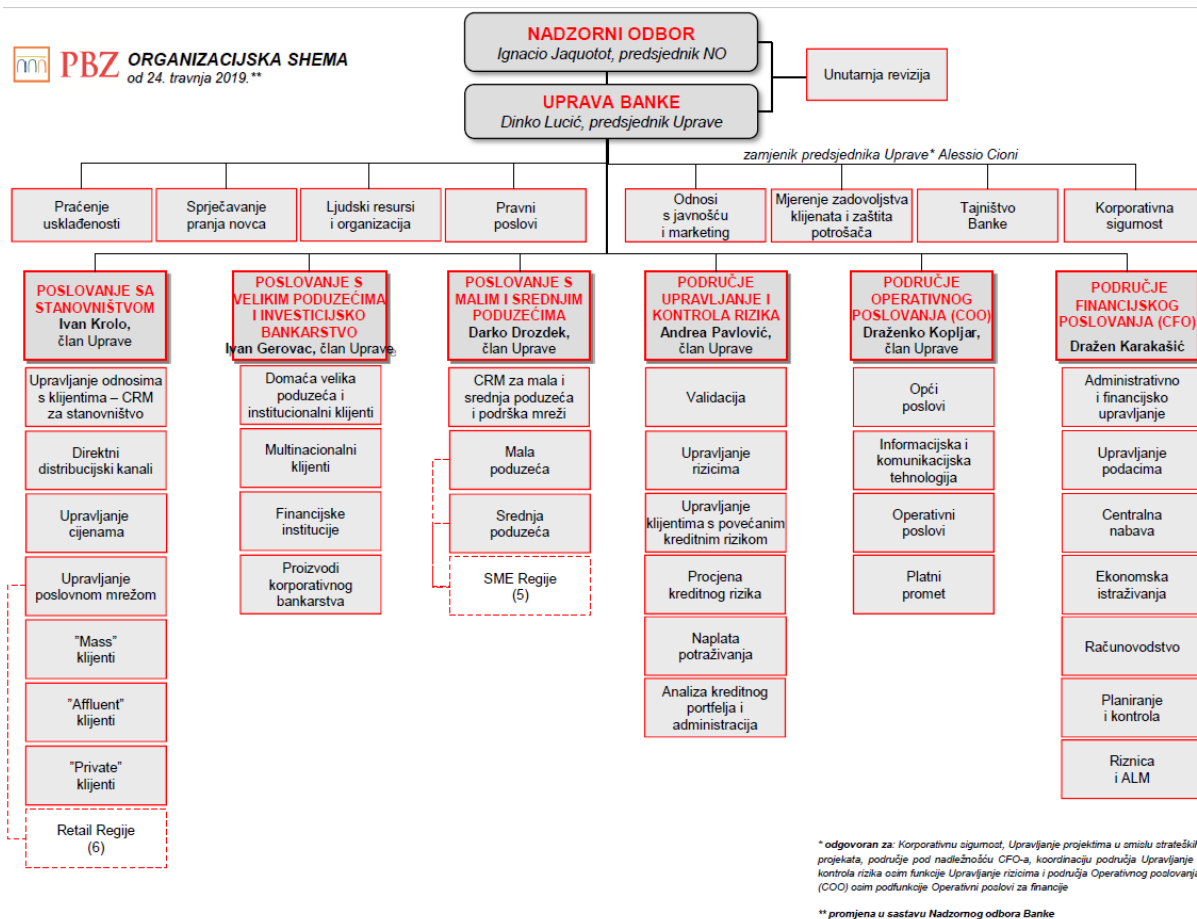 PBZ ORGANIZACIJSKA SHEMA
od 24. travnja 2019.**
NADZORNI ODBOR
Ignacio Jaquotot, predsjednik NO
UPRAVA BANKE
Dinko Lucić, predsjednik Uprave
Unutarnja revizija
zamjenik predsjednika Uprave* Alessio Cioni
Praćenje
usklađenosti
Sprječavanje
pranja novca
Ljudski resursi
i organizacija
Pravni
poslovi
Odnosi
s javnošću
i marketing
Mjerenje zadovoljstva
klijenata i zaštita
potrošača
Tajništvo
Banke
Korporativna
sigurnost
POSLOVANJE SA
STANOVNIŠTVOM
Ivan Krolo,
član Uprave
Upravljanje odnosima
s klijentima – CRM
za stanovništvo
Direktni
distribucijski kanali
Upravljanje
cijenama
Upravljanje
poslovnom mrežom
"Mass"
klijenti
"Affluent"
klijenti
"Private"
klijenti
Retail Regije
(6)
POSLOVANJE S
VELIKIM PODUZEĆIMA
I INVESTICIJSKO
BANKARSTVO
Ivan Gerovac, član Uprave
Domaća velika
poduzeća i
institucionalni klijenti
Multinacionalni
klijenti
Financijske
institucije
Proizvodi
korporativnog
bankarstva
POSLOVANJE S
MALIM I SREDNJIM
PODUZEĆIMA
Darko Drozdek,
član Uprave
CRM za mala i
srednja poduzeća
i podrška mreži
Mala
poduzeća
Srednja
poduzeća
SME Regije
(5)
PODRUČJE
UPRAVLJANJE I
KONTROLA RIZIKA
Andrea Pavlović,
član Uprave
Validacija
Upravljanje
rizicima
Upravljanje
klijentima s povećanim
kreditnim rizikom
Procjena
kreditnog rizika
Naplata
potraživanja
Analiza kreditnog
portfelja i
administracija
PODRUČJE
OPERATIVNOG
POSLOVANJA (COO)
Draženko Kopljar,
član Uprave
Opći
poslovi
Informacijska i
komunikacijska
tehnologija
Operativni
poslovi
Platni
promet
PODRUČJE
FINANCIJSKOG
POSLOVANJA (CFO)
Dražen Karakašić
Administrativno
i financijsko
upravljanje
Upravljanje
podacima
Centralna
nabava
Ekonomska
istraživanja
Računovodstvo
Planiranje
i kontrola
Riznica
i ALM
* odgovoran za: Korporativnu sigurnost, Upravljanje projektima u smislu strateških
projekata, područje pod nadležnošću CFO-a, koordinaciju područja Upravljanje
kontrola rizika osim funkcije Upravljanje rizicima i područja Operativnog poslovanja
(COO) osim podfunkcije Operativni poslovi za financije
** promjena u sastavu Nadzornog odbora Banke